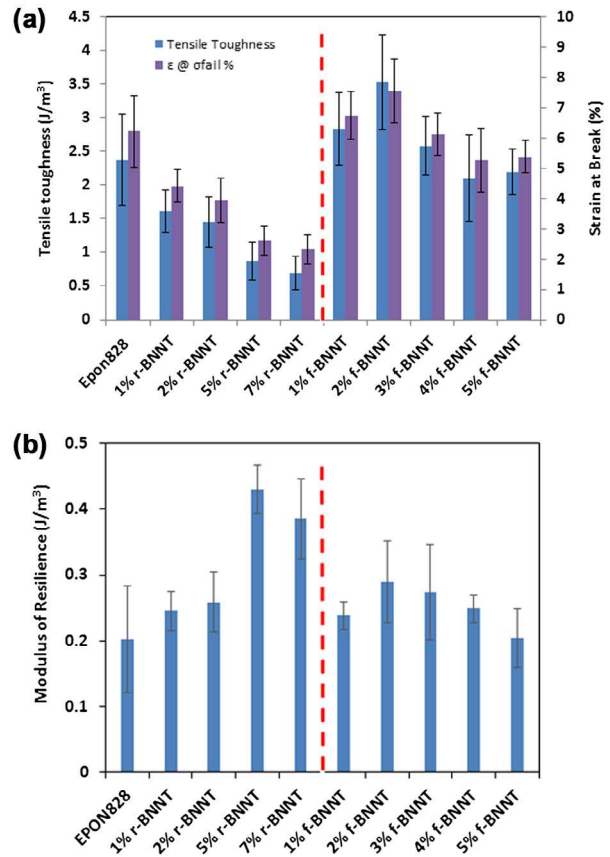 (a)
Tensile toughness (J/m³)
4.5
4
3.5
3
2.5
2
1.5
1
0.5
0
Tensile Toughness
ε @ σfail %
10
9
8
7
6
5
4
3
2
1
0
Strain at Break (%)
Epon828
1% r-BNNT
2% r-BNNT
5% r-BNNT
7% r-BNNT
1% f-BNNT
2% f-BNNT
3% f-BNNT
4% f-BNNT
5% f-BNNT
(b)
Modulus of Resilience (J/m³)
0.5
0.4
0.3
0.2
0.1
0
EPON828
1% r-BNNT
2% r-BNNT
5% r-BNNT
7% r-BNNT
1% f-BNNT
2% f-BNNT
3% f-BNNT
4% f-BNNT
5% f-BNNT